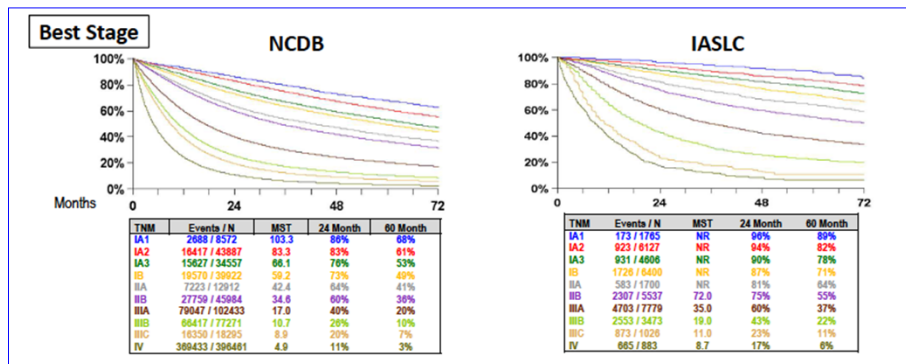 Best Stage
NCDB
IASLC
100%
80%
60%
40%
20%
0%
Months
0 24 48 72
100%
80%
60%
40%
20%
0%
0 24 48 72
TNM Events / N MST 24 Month 60 Month
IA1 2688 / 8572 103.3 86% 68%
IA2 16417 / 43887 83.3 83% 61%
IA3 15627 / 34557 66.1 76% 53%
IB 19570 / 39922 59.2 73% 49%
IIA 7223 / 12912 42.4 64% 41%
IIB 27759 / 45984 34.6 60% 36%
IIIA 79047 / 102433 17.0 40% 20%
IIIB 66417 / 77271 10.7 26% 10%
IIIC 16350 / 18295 8.9 20% 7%
IV 369433 / 396461 4.9 11% 3%
TNM Events / N MST 24 Month 60 Month
IA1 173 / 1765 NR 96% 89%
IA2 923 / 6127 NR 94% 82%
IA3 931 / 4606 NR 90% 78%
IB 1726 / 6400 NR 87% 71%
IIA 583 / 1700 NR 81% 64%
IIB 2307 / 5537 72.0 75% 55%
IIIA 4703 / 7779 35.0 60% 37%
IIIB 2553 / 3473 19.0 43% 22%
IIIC 873 / 1026 11.0 23% 11%
IV 665 / 883 8.7 17% 6%